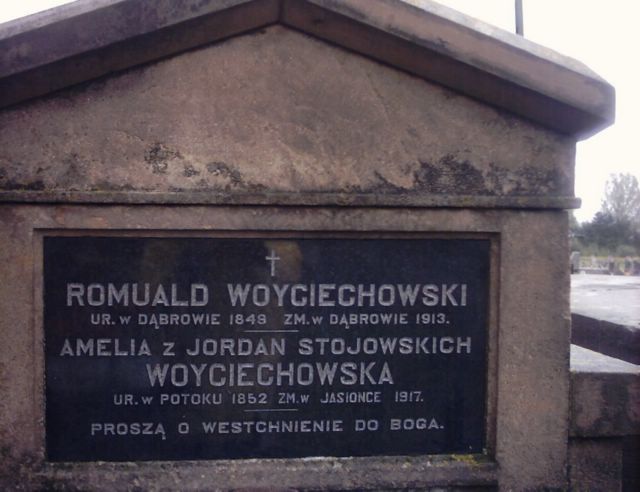 ROMUALD WOYCIECHOWSKI
UR. w DĄBROWIE 1849 ZM. w DĄBROWIE 1913.
AMELIA z JORDAN STOJOWSKICH
WOYCIECHOWSKA
UR. w POTOKU 1852 ZM. w JASIONCE 1917.
PROSZĄ O WESTCHNIENIE DO BOGA.